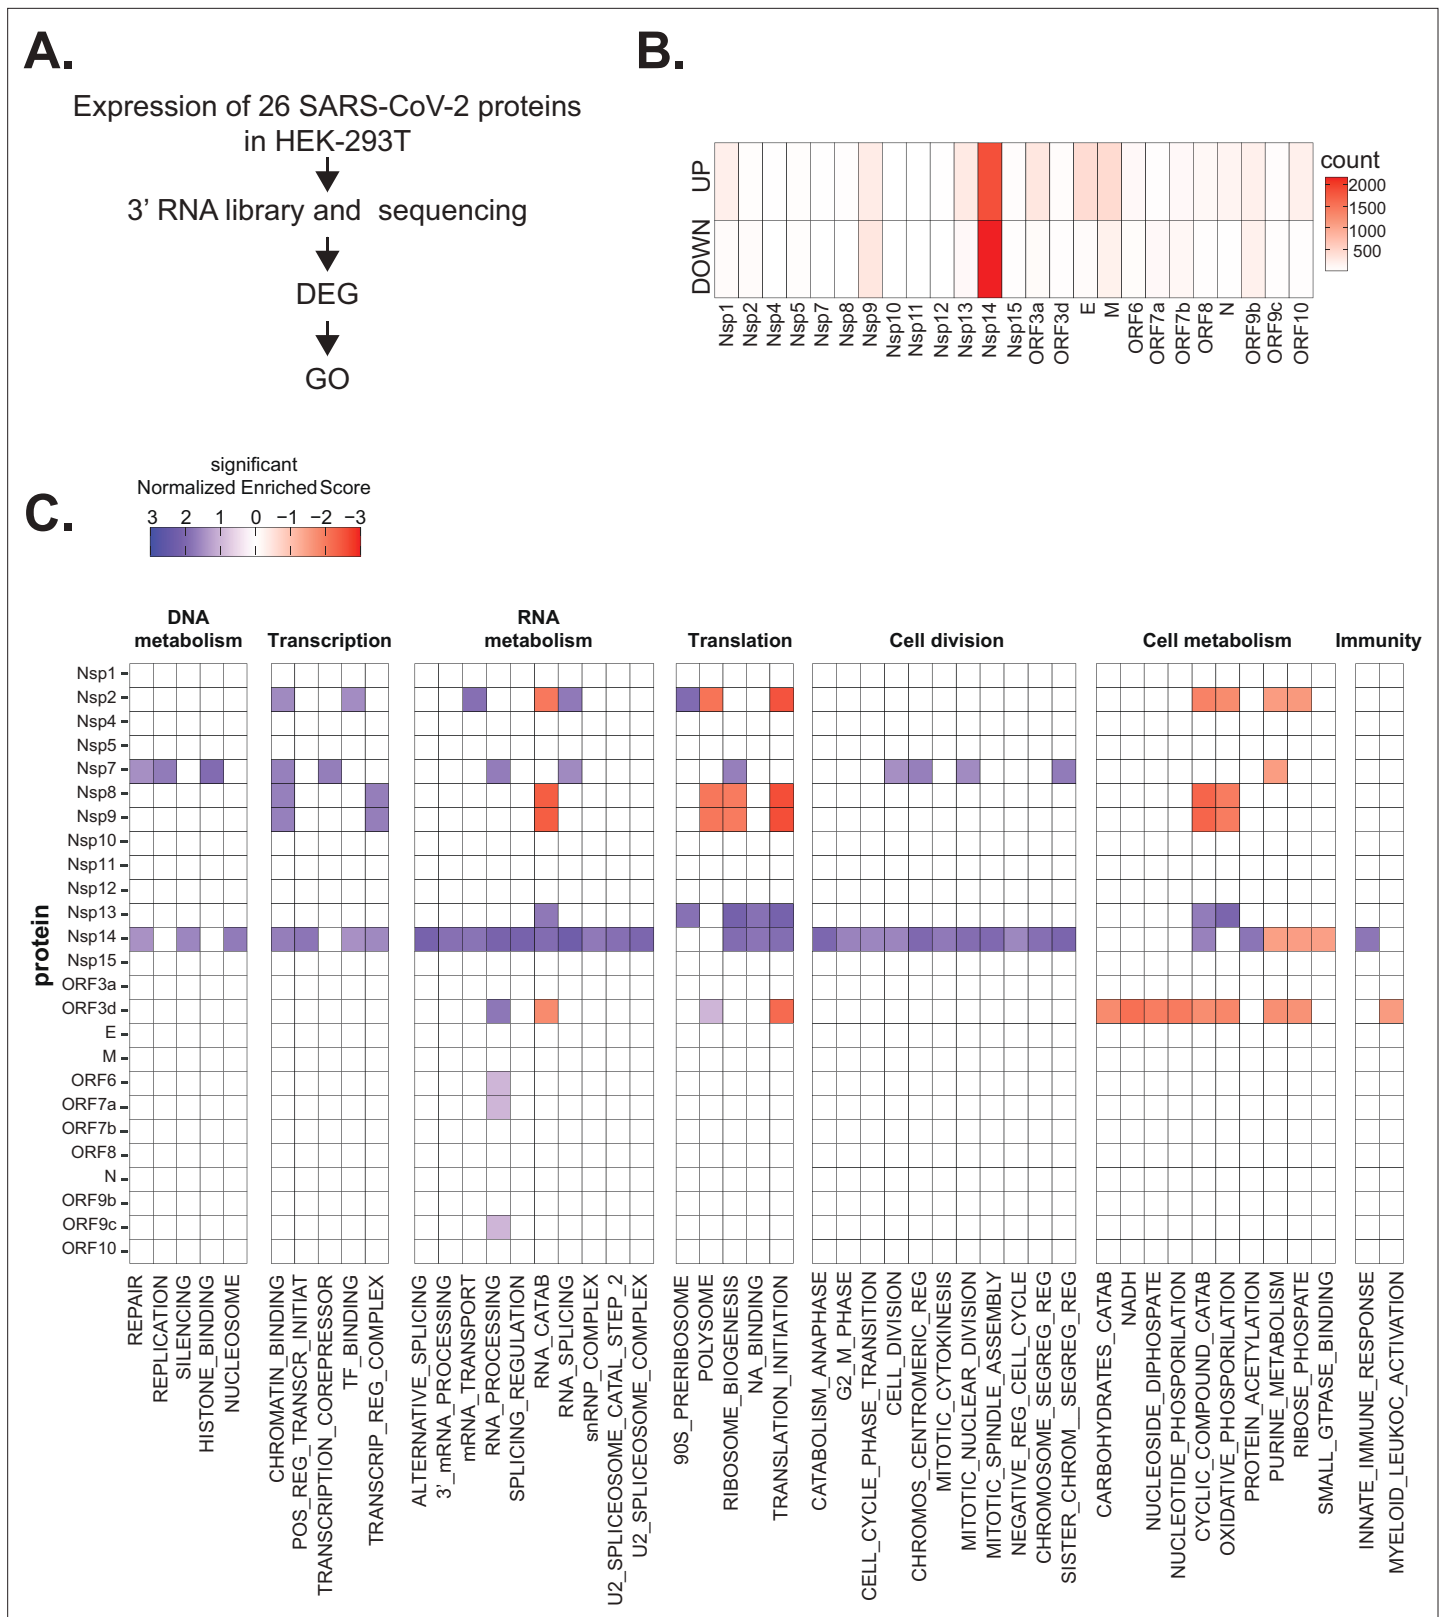 A.
Expression of 26 SARS-CoV-2 proteins
in HEK-293T
3’ RNA library and sequencing
DEG
GO
B.
UP
DOWN
count
2000
1500
1000
500
Nsp1
Nsp2
Nsp4
Nsp5
Nsp7
Nsp8
Nsp9
Nsp10
Nsp11
Nsp12
Nsp13
Nsp14
Nsp15
ORF3a
ORF3d
E
M
ORF6
ORF7a
ORF7b
ORF8
N
ORF9b
ORF9c
ORF10
C.
significant
Normalized Enriched Score
3 2 1 0 −1 −2 −3
DNA
metabolism
Transcription
RNA
metabolism
Translation
Cell division
Cell metabolism
Immunity
protein
Nsp1
Nsp2
Nsp4
Nsp5
Nsp7
Nsp8
Nsp9
Nsp10
Nsp11
Nsp12
Nsp13
Nsp14
Nsp15
ORF3a
ORF3d
E
M
ORF6
ORF7a
ORF7b
ORF8
N
ORF9b
ORF9c
ORF10
REPAIR
REPLICATION
SILENCING
HISTONE_BINDING
NUCLEOSOME
CHROMATIN_BINDING
POS_REG_TRANSCR_INITIAT
TRANSCRIPTION_COREPRESSOR
TF_BINDING
TRANSCRIP_REG_COMPLEX
ALTERNATIVE_SPLICING
3’_mRNA_PROCESSING
mRNA_TRANSPORT
RNA_PROCESSING
SPLICING_REGULATION
RNA_CATAB
RNA_SPLICING
snRNP_COMPLEX
U2_SPLICEOSOME_CATAL_STEP_2
U2_SPLICEOSOME_COMPLEX
90S_PRERIBOSOME
POLYSOME
RIBOSOME_BIOGENESIS
NA_BINDING
TRANSLATION_INITIATION
CATABOLISM_ANAPHASE
G2_M_PHASE
CELL_CYCLE_PHASE_TRANSITION
CELL_DIVISION
CHROMOS_CENTROMERIC_REG
MITOTIC_CYTOKINESIS
MITOTIC_NUCLEAR_DIVISION
MITOTIC_SPINDLE_ASSEMBLY
NEGATIVE_REG_CELL_CYCLE
CHROMOSOME_SEGREG_REG
SISTER_CHROM__SEGREG_REG
CARBOHYDRATES_CATAB
NADH
NUCLEOSIDE_DIPHOSPATE
NUCLEOTIDE_PHOSPORILATION
CYCLIC_COMPOUND_CATAB
OXIDATIVE_PHOSPORILATION
PROTEIN_ACETYLATION
PURINE_METABOLISM
RIBOSE_PHOSPATE
SMALL_GTPASE_BINDING
INNATE_IMMUNE_RESPONSE
MYELOID_LEUKOC_ACTIVATION